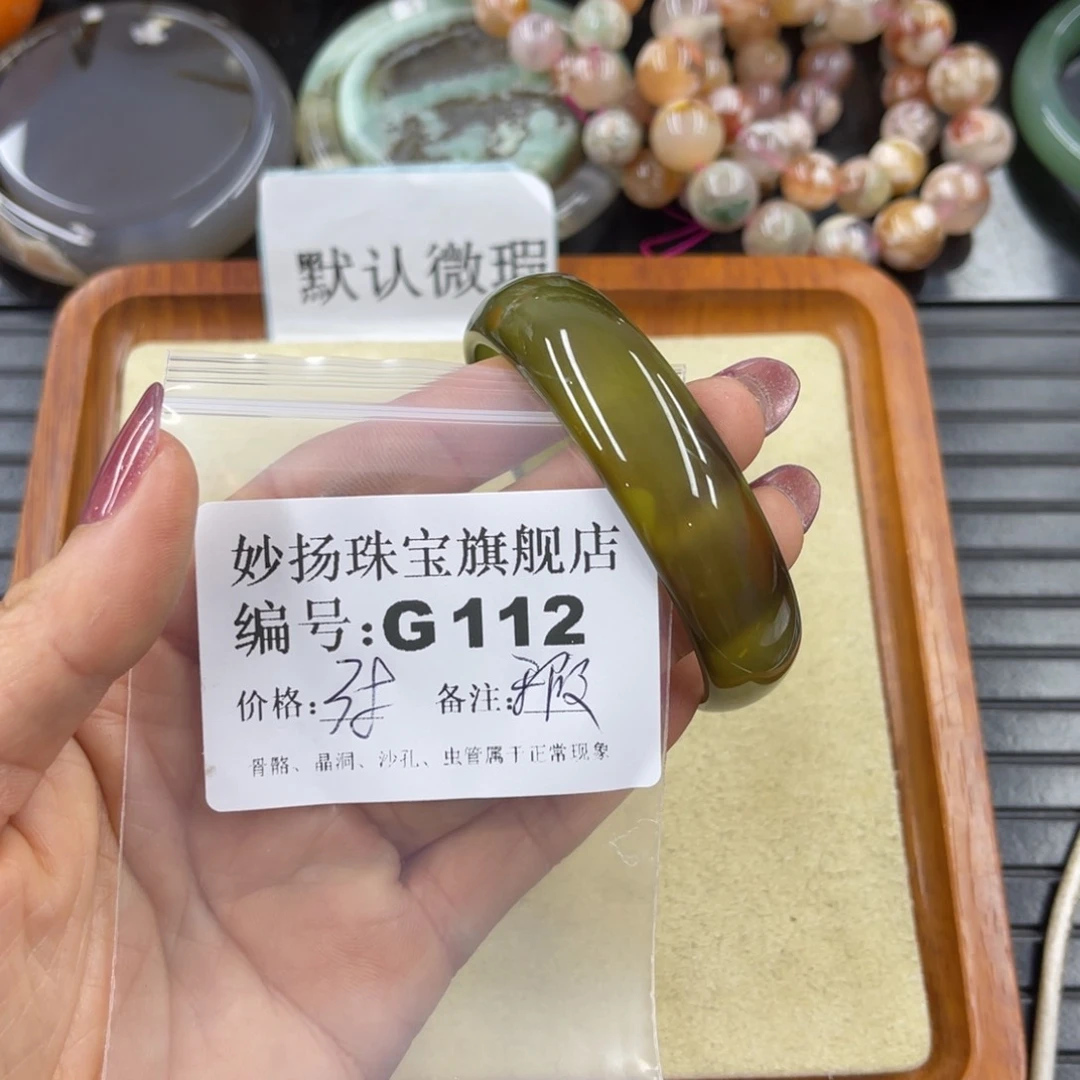 默认微瑕
妙扬珠宝旗舰店
编号:G112
价格: 备注:瑕
骨骼、晶洞、沙孔、虫管属于正常现象